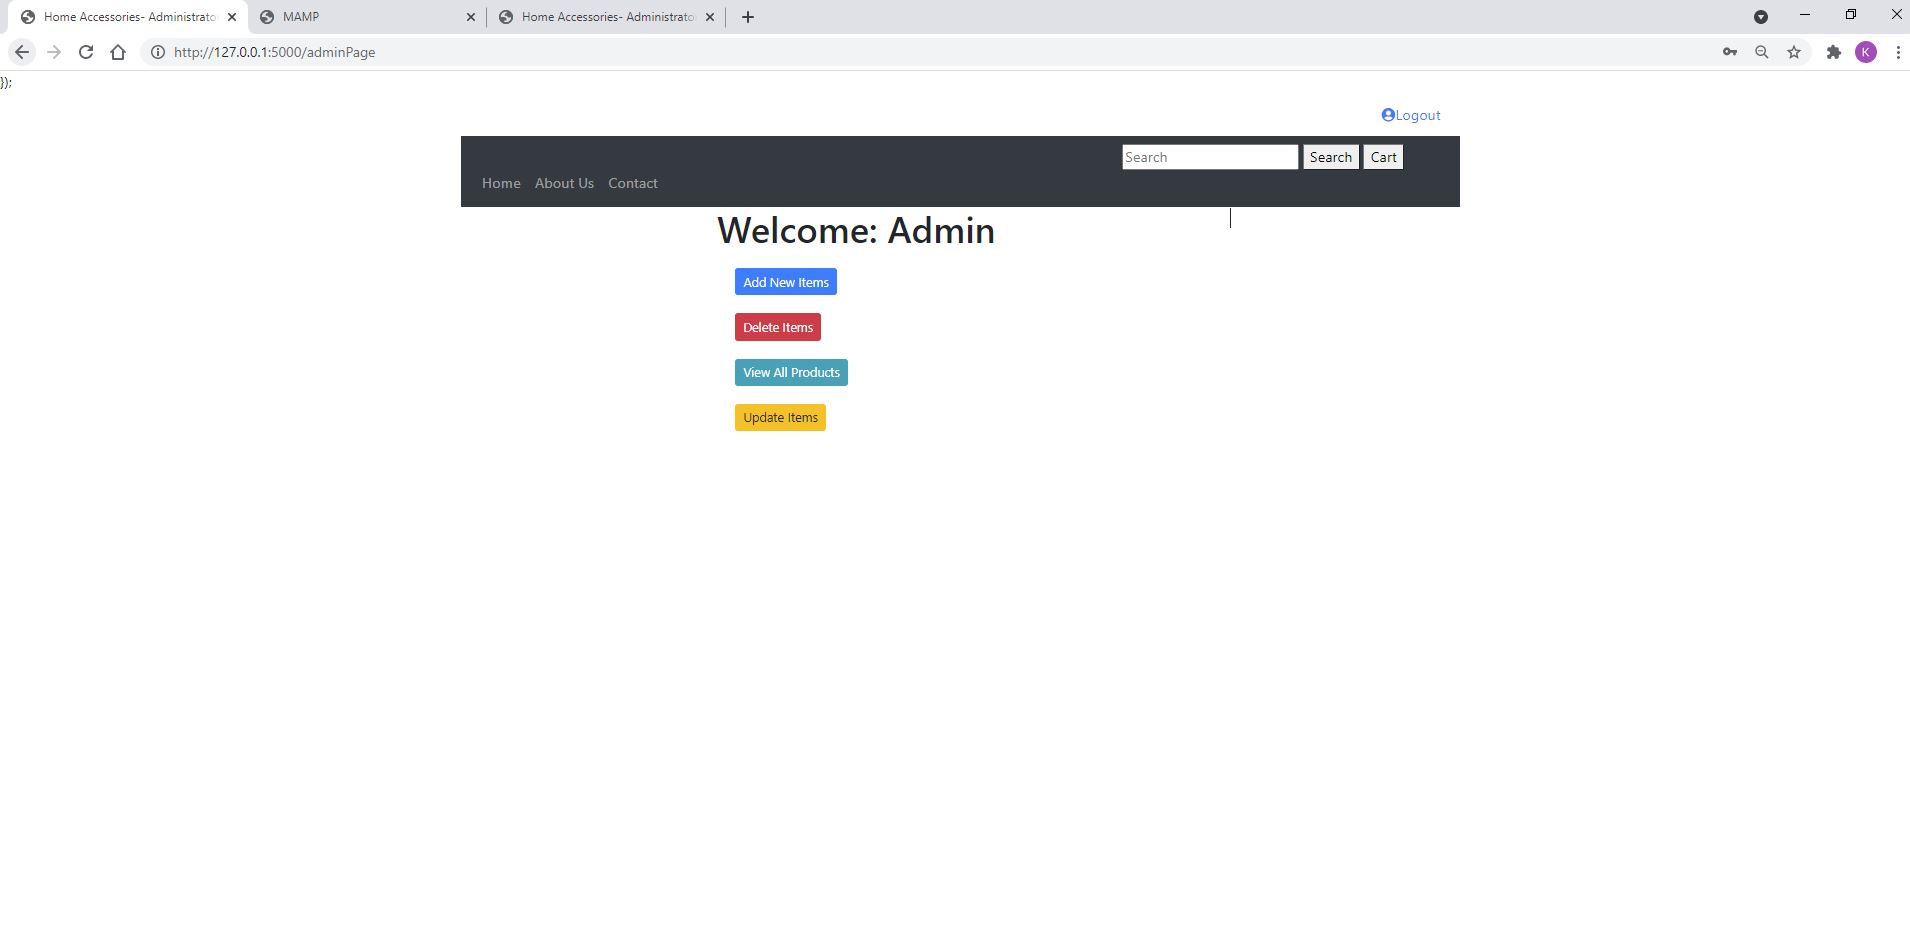 Home Accessories- Administrato
MAMP
Home Accessories- Administrato
http://127.0.0.1:5000/adminPage
K
});
Logout
Search
Search
Cart
Home
About Us
Contact
Welcome: Admin
Add New Items
Delete Items
View All Products
Update Items